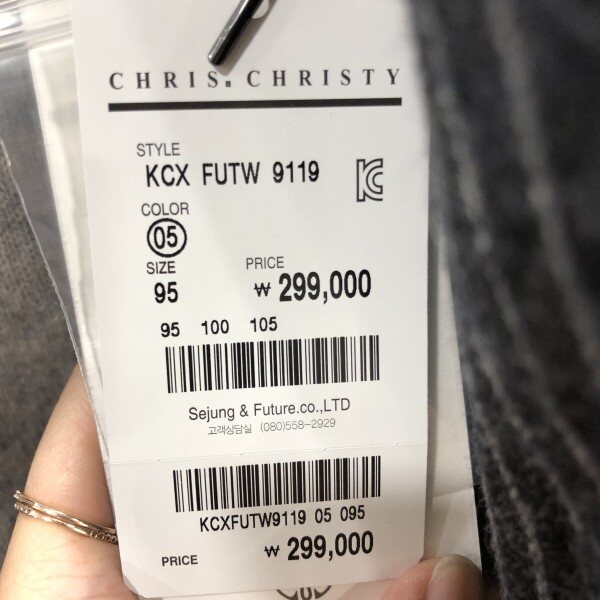 CHRIS. CHRISTY
STYLE
KCX FUTW 9119
COLOR
05
SIZE
PRICE
95
₩ 299,000
95 100 105
Sejung & Future.co.,LTD
고객상담실 (080)558-2929
KCXFUTW9119 05 095
PRICE ₩ 299,000